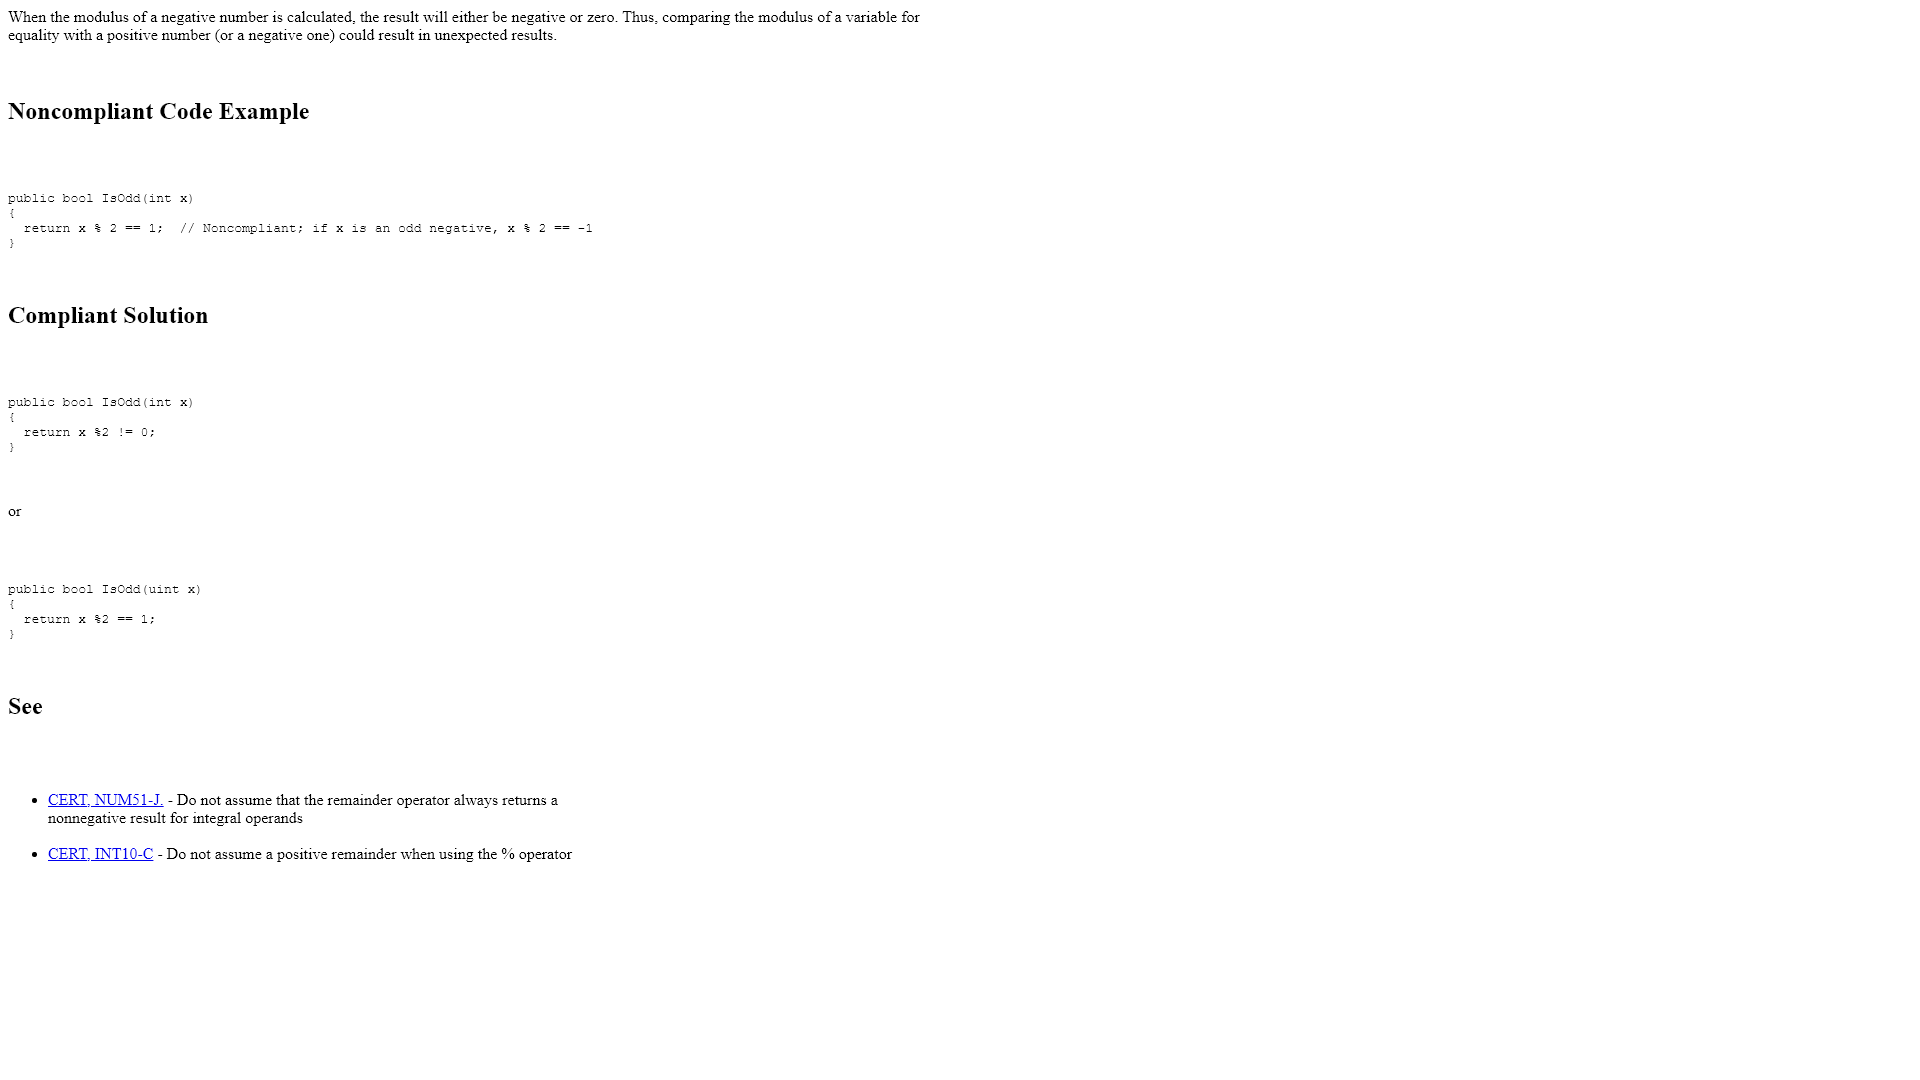 When the modulus of a negative number is calculated, the result will either be negative or zero. Thus, comparing the modulus of a variable for
equality with a positive number (or a negative one) could result in unexpected results.
Noncompliant Code Example
public bool IsOdd(int x)
{
  return x % 2 == 1;  // Noncompliant; if x is an odd negative, x % 2 == -1
}
Compliant Solution
public bool IsOdd(int x)
{
  return x %2 != 0;
}
or
public bool IsOdd(uint x)
{
  return x %2 == 1;
}
See
• CERT, NUM51-J. - Do not assume that the remainder operator always returns a
nonnegative result for integral operands
• CERT, INT10-C - Do not assume a positive remainder when using the % operator